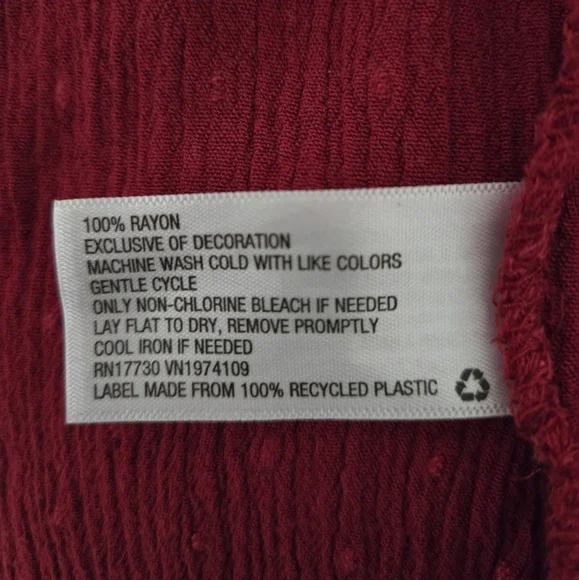 100% RAYON
EXCLUSIVE OF DECORATION
MACHINE WASH COLD WITH LIKE COLORS
GENTLE CYCLE
ONLY NON-CHLORINE BLEACH IF NEEDED
LAY FLAT TO DRY, REMOVE PROMPTLY
COOL IRON IF NEEDED
RN17730 VN1974109
LABEL MADE FROM 100% RECYCLED PLASTIC